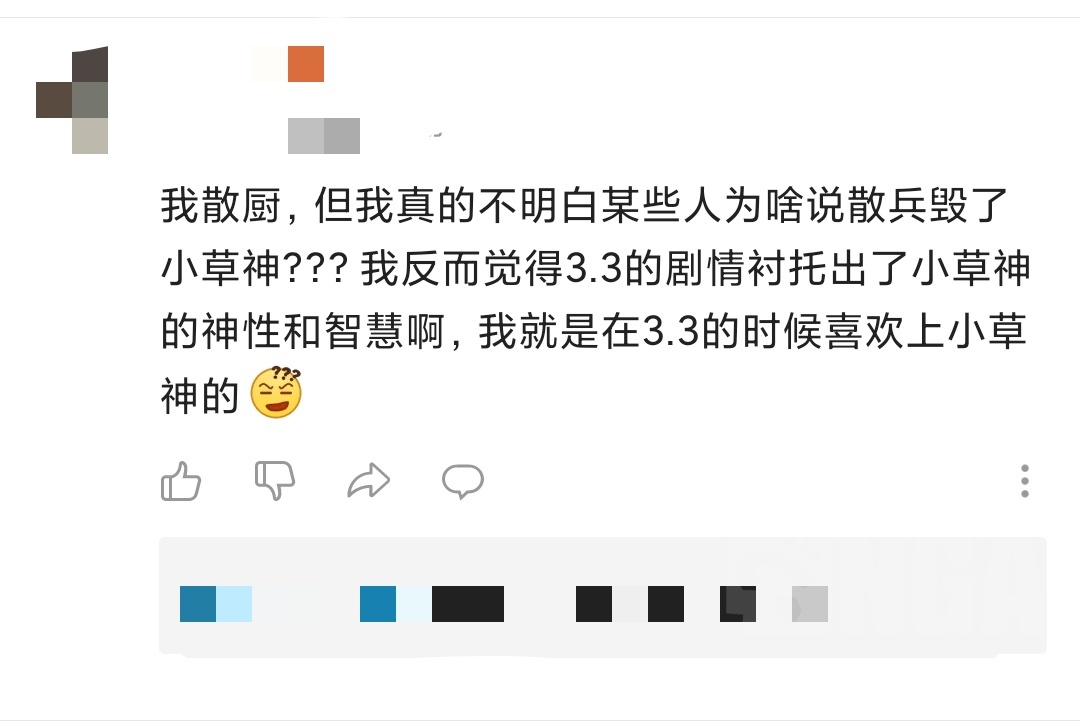 我散厨，但我真的不明白某些人为啥说散兵毁了
小草神??? 我反而觉得3.3的剧情衬托出了小草神
的神性和智慧啊，我就是在3.3的时候喜欢上小草
神的